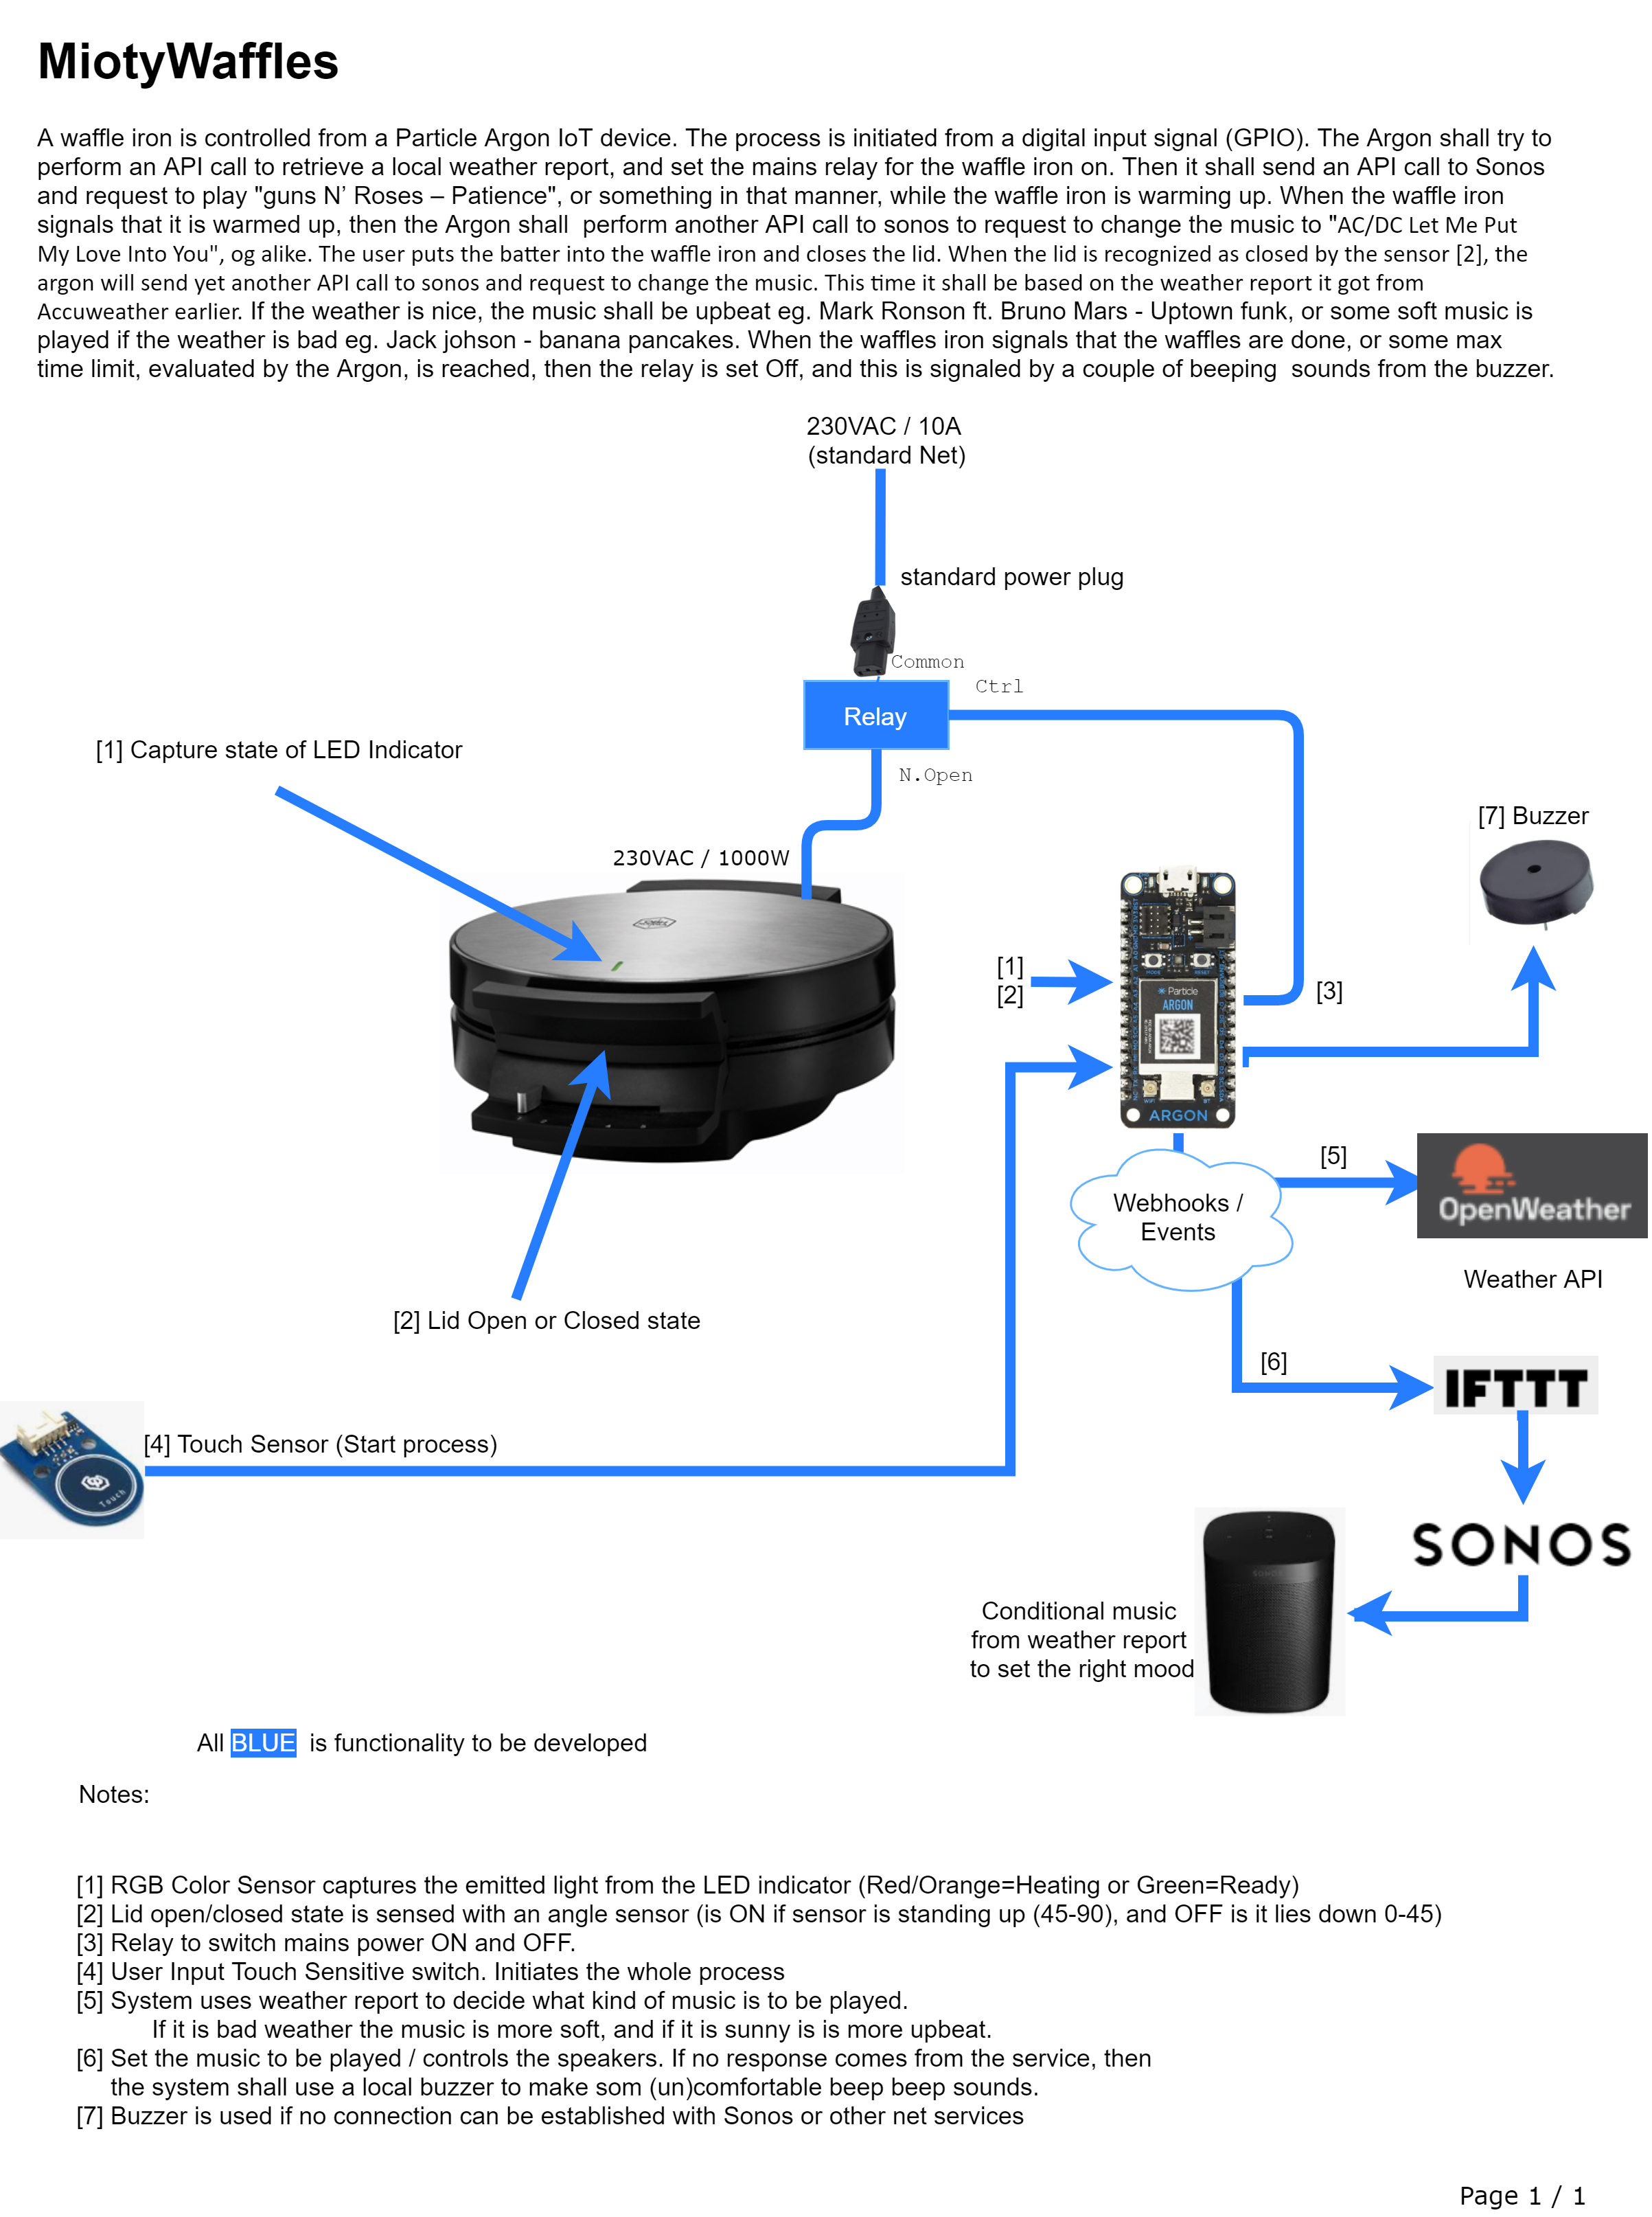 MiotyWaffles
A waffle iron is controlled from a Particle Argon IoT device. The process is initiated from a digital input signal (GPIO). The Argon shall try to
perform an API call to retrieve a local weather report, and set the mains relay for the waffle iron on. Then it shall send an API call to Sonos
and request to play "guns N’ Roses – Patience", or something in that manner, while the waffle iron is warming up. When the waffle iron
signals that it is warmed up, then the Argon shall  perform another API call to sonos to request to change the music to "AC/DC Let Me Put
My Love Into You", og alike. The user puts the batter into the waffle iron and closes the lid. When the lid is recognized as closed by the sensor [2], the
argon will send yet another API call to sonos and request to change the music. This time it shall be based on the weather report it got from
Accuweather earlier. If the weather is nice, the music shall be upbeat eg. Mark Ronson ft. Bruno Mars - Uptown funk, or some soft music is
played if the weather is bad eg. Jack johson - banana pancakes. When the waffles iron signals that the waffles are done, or some max
time limit, evaluated by the Argon, is reached, then the relay is set Off, and this is signaled by a couple of beeping  sounds from the buzzer.
230VAC / 10A
(standard Net)
standard power plug
Common
Ctrl
Relay
N.Open
[1] Capture state of LED Indicator
230VAC / 1000W
[7] Buzzer
[1]
[2]
[3]
Particle
ARGON
ARGON
[5]
Webhooks /
Events
OpenWeather
Weather API
[2] Lid Open or Closed state
[6]
IFTTT
[4] Touch Sensor (Start process)
Touch
SONOS
SONOS
Conditional music
from weather report
to set the right mood
All BLUE  is functionality to be developed
Notes:
[1] RGB Color Sensor captures the emitted light from the LED indicator (Red/Orange=Heating or Green=Ready)
[2] Lid open/closed state is sensed with an angle sensor (is ON if sensor is standing up (45-90), and OFF is it lies down 0-45)
[3] Relay to switch mains power ON and OFF.
[4] User Input Touch Sensitive switch. Initiates the whole process
[5] System uses weather report to decide what kind of music is to be played.
If it is bad weather the music is more soft, and if it is sunny is is more upbeat.
[6] Set the music to be played / controls the speakers. If no response comes from the service, then
the system shall use a local buzzer to make som (un)comfortable beep beep sounds.
[7] Buzzer is used if no connection can be established with Sonos or other net services
Page 1 / 1